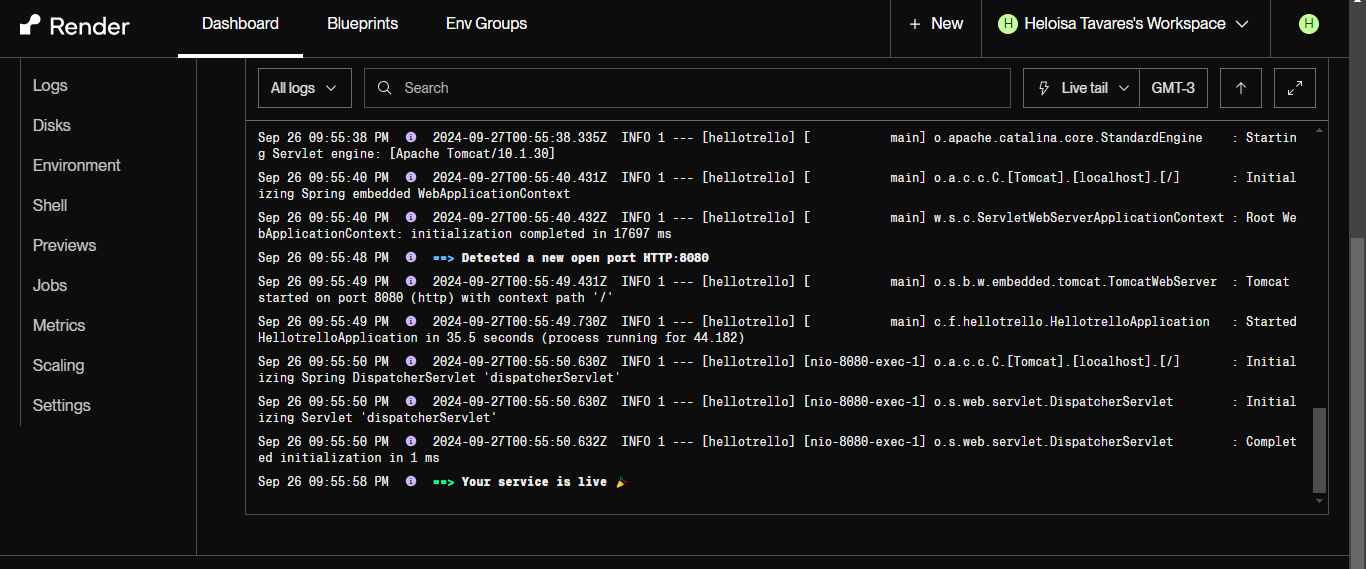 Render
Dashboard
Blueprints
Env Groups
+ New
H Heloisa Tavares's Workspace
H
Logs
Disks
Environment
Shell
Previews
Jobs
Metrics
Scaling
Settings
All logs
Search
Live tail
GMT-3
Sep 26 09:55:38 PM 2024-09-27T00:55:38.335Z INFO 1 --- [hellotrello] [ main] o.apache.catalina.core.StandardEngine : Startin
g Servlet engine: [Apache Tomcat/10.1.30]
Sep 26 09:55:40 PM 2024-09-27T00:55:40.431Z INFO 1 --- [hellotrello] [ main] o.a.c.c.C.[Tomcat].[localhost].[/] : Initial
izing Spring embedded WebApplicationContext
Sep 26 09:55:40 PM 2024-09-27T00:55:40.432Z INFO 1 --- [hellotrello] [ main] w.s.c.ServletWebServerApplicationContext : Root We
bApplicationContext: initialization completed in 17697 ms
Sep 26 09:55:48 PM ==> Detected a new open port HTTP:8080
Sep 26 09:55:49 PM 2024-09-27T00:55:49.431Z INFO 1 --- [hellotrello] [ main] o.s.b.w.embedded.tomcat.TomcatWebServer : Tomcat
started on port 8080 (http) with context path '/'
Sep 26 09:55:49 PM 2024-09-27T00:55:49.730Z INFO 1 --- [hellotrello] [ main] c.f.hellotrello.HellotrelloApplication : Started
HellotrelloApplication in 35.5 seconds (process running for 44.182)
Sep 26 09:55:50 PM 2024-09-27T00:55:50.630Z INFO 1 --- [hellotrello] [nio-8080-exec-1] o.a.c.c.C.[Tomcat].[localhost].[/] : Initial
izing Spring DispatcherServlet 'dispatcherServlet'
Sep 26 09:55:50 PM 2024-09-27T00:55:50.630Z INFO 1 --- [hellotrello] [nio-8080-exec-1] o.s.web.servlet.DispatcherServlet : Initial
izing Servlet 'dispatcherServlet'
Sep 26 09:55:50 PM 2024-09-27T00:55:50.632Z INFO 1 --- [hellotrello] [nio-8080-exec-1] o.s.web.servlet.DispatcherServlet : Complet
ed initialization in 1 ms
Sep 26 09:55:58 PM ==> Your service is live 🎉